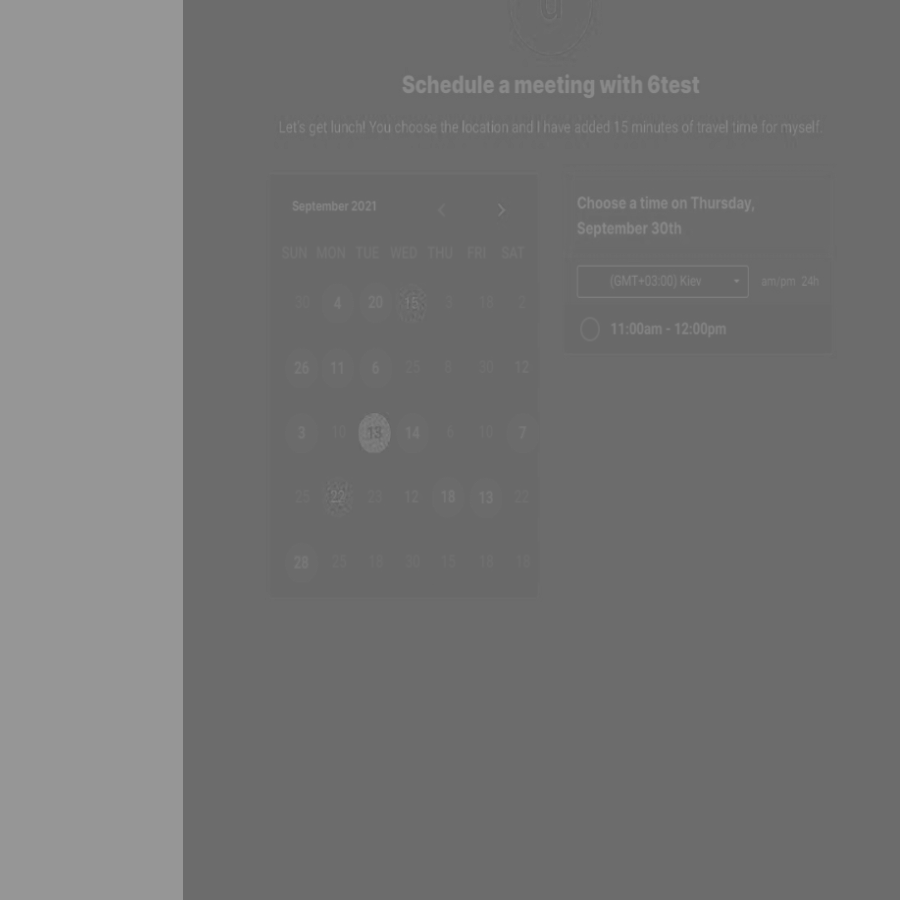 Schedule a meeting with 6test
Let's get lunch! You choose the location and I have added 15 minutes of travel time for myself.
September 2021
SUN MON TUE WED THU FRI SAT
30 4 20 15 3 18 2
26 11 6 25 8 30 12
3 10 13 14 6 10 7
25 22 23 12 18 13 22
28 25 18 30 15 18 18
Choose a time on Thursday,
September 30th
(GMT+03:00) Kiev
am/pm 24h
11:00am - 12:00pm